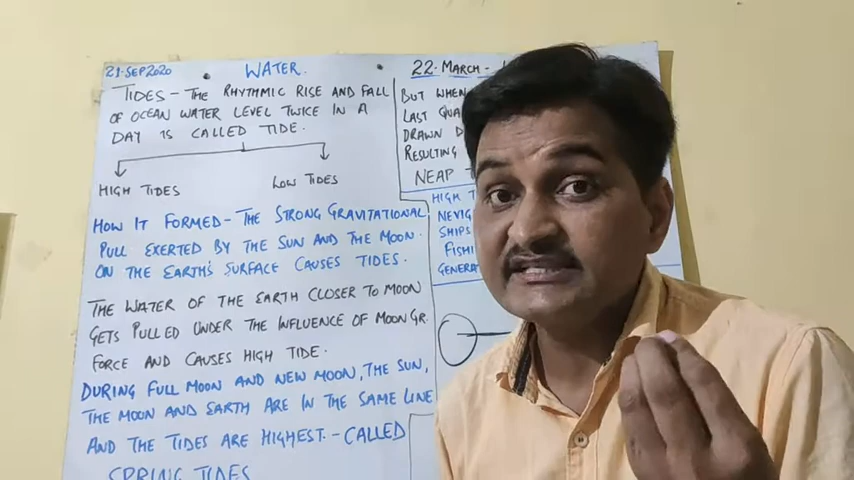 21-SEP2020
WATER.
TIDES - THE RHYTHMIC RISE AND FALL
OF OCEAN WATER LEVEL TWICE IN A
DAY IS CALLED TIDE.
HIGH TIDES
LOW TIDES
HOW IT FORMED - THE STRONG GRAVITATIONAL
PULL EXERTED BY THE SUN AND THE MOON.
ON THE EARTH'S SURFACE CAUSES TIDES.
THE WATER OF THE EARTH CLOSER TO MOON
GETS PULLED UNDER THE INFLUENCE OF MOON GR.
FORCE AND CAUSES HIGH TIDE.
DURING FULL MOON AND NEW MOON, THE SUN,
THE MOON AND EARTH ARE IN THE SAME LINE
AND THE TIDES ARE HIGHEST. - CALLED
SPRING TIDES
22-MARCH-
BUT WHEN
LAST
DRAWN
RESULTING
NEAP
HIGH
SHIPS